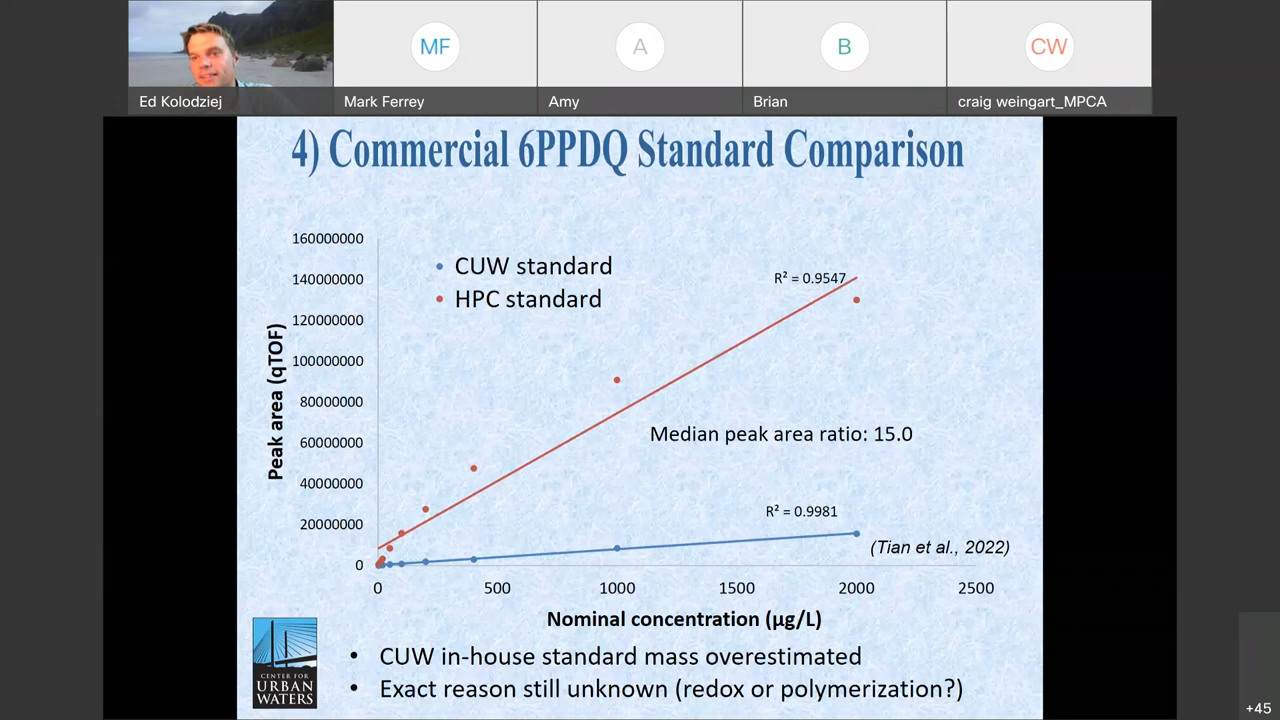 MF
A
B
CW
Ed Kolodziej
Mark Ferrey
Amy
Brian
craig weingart_MPCA
4) Commercial 6PPDQ Standard Comparison
160000000
140000000
120000000
100000000
80000000
60000000
40000000
20000000
0
Peak area (qTOF)
CUW standard
HPC standard
R² = 0.9547
Median peak area ratio: 15.0
R² = 0.9981
(Tian et al., 2022)
0
500
1000
1500
2000
2500
Nominal concentration (µg/L)
CENTER FOR
URBAN
WATERS
• CUW in-house standard mass overestimated
• Exact reason still unknown (redox or polymerization?)
+45